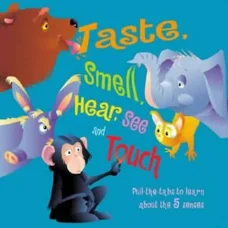 Taste,
Smell,
Hear, See
and
Touch
Pull the tabs to learn
about the 5 senses